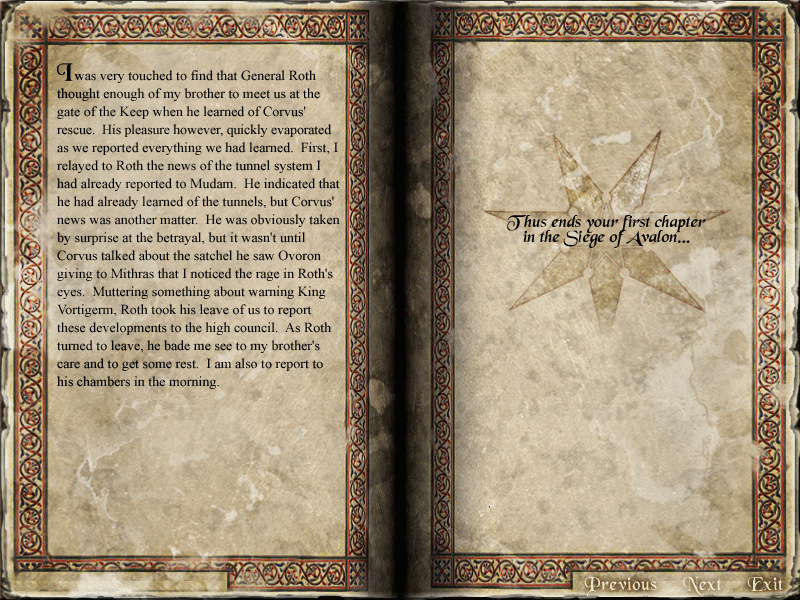 I was very touched to find that General Roth
thought enough of my brother to meet us at the
gate of the Keep when he learned of Corvus'
rescue.  His pleasure however, quickly evaporated
as we reported everything we had learned.  First, I
relayed to Roth the news of the tunnel system I
had already reported to Mudam.  He indicated that
he had already learned of the tunnels, but Corvus'
news was another matter.  He was obviously taken
by surprise at the betrayal, but it wasn't until
Corvus talked about the satchel he saw Ovoron
giving to Mithras that I noticed the rage in Roth's
eyes.  Muttering something about warning King
Vortigerm, Roth took his leave of us to report
these developments to the high council.  As Roth
turned to leave, he bade me see to my brother's
care and to get some rest.  I am also to report to
his chambers in the morning.
Thus ends your first chapter
in the Siege of Avalon...
Previous Next Exit